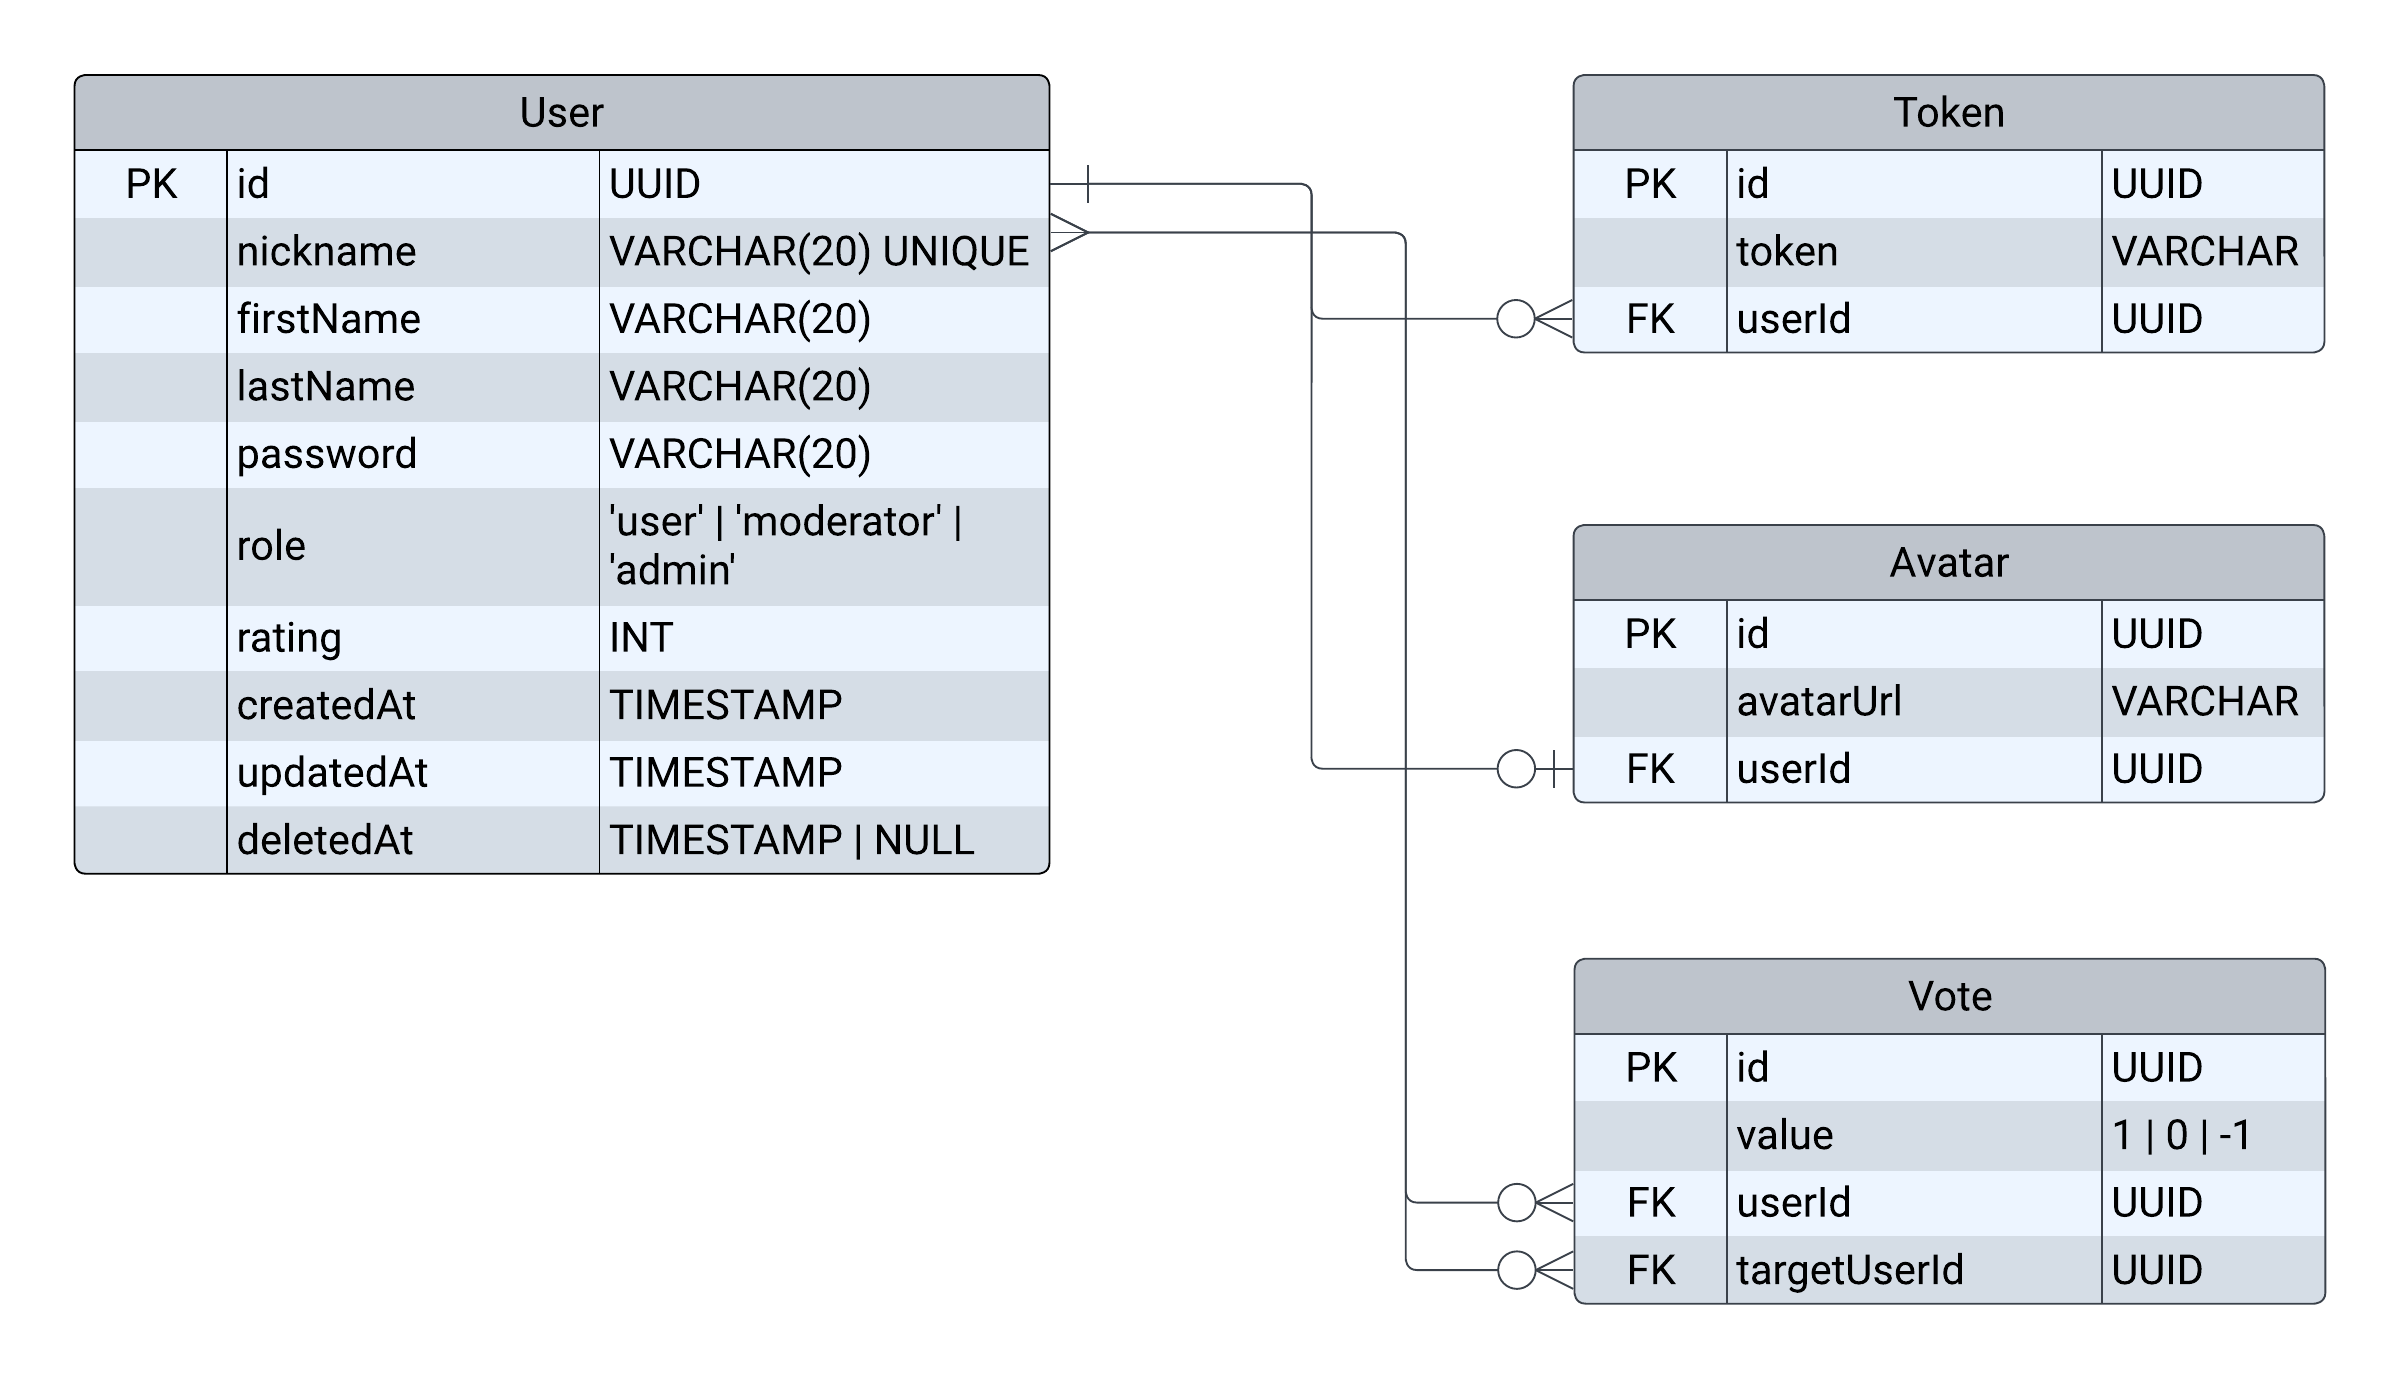 User
PK id UUID
nickname VARCHAR(20) UNIQUE
firstName VARCHAR(20)
lastName VARCHAR(20)
password VARCHAR(20)
role 'user' | 'moderator' |
'admin'
rating INT
createdAt TIMESTAMP
updatedAt TIMESTAMP
deletedAt TIMESTAMP | NULL
Token
PK id UUID
token VARCHAR
FK userId UUID
Avatar
PK id UUID
avatarUrl VARCHAR
FK userId UUID
Vote
PK id UUID
value 1 | 0 | -1
FK userId UUID
FK targetUserId UUID